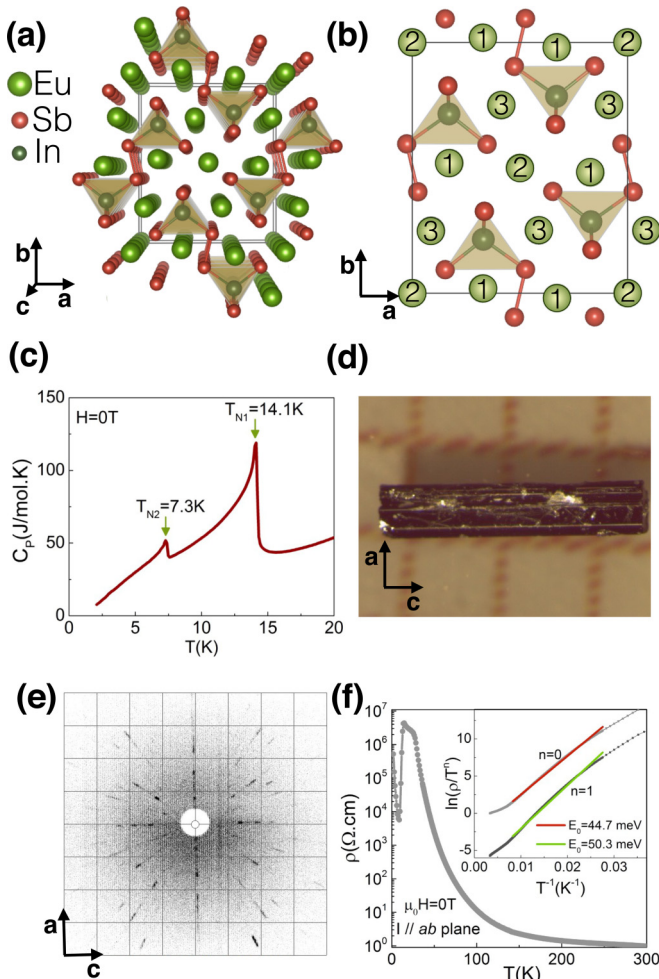 (a)
Eu
Sb
In
b
c
a
(b)
2 1 1 2
3 3
1 2 1
3 3 3
2 1 1 2
b
a
(c)
H=0T
T_N1=14.1K
T_N2=7.3K
C_P(J/mol.K)
150
100
50
0
0 5 10 15 20
T(K)
(d)
a
c
(e)
a
c
(f)
ρ(Ω.cm)
10^7
10^6
10^5
10^4
10^3
10^2
10^1
10^0
μ_0H=0T
I // ab plane
0 100 200 300
T(K)
ln(ρ/T^n)
10
5
0
-5
n=0
n=1
E_0=44.7 meV
E_0=50.3 meV
0.00 0.01 0.02 0.03
T^-1(K^-1)